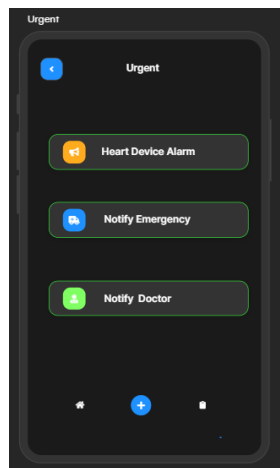 Urgent
Urgent
Heart Device Alarm
Notify Emergency
Notify Doctor